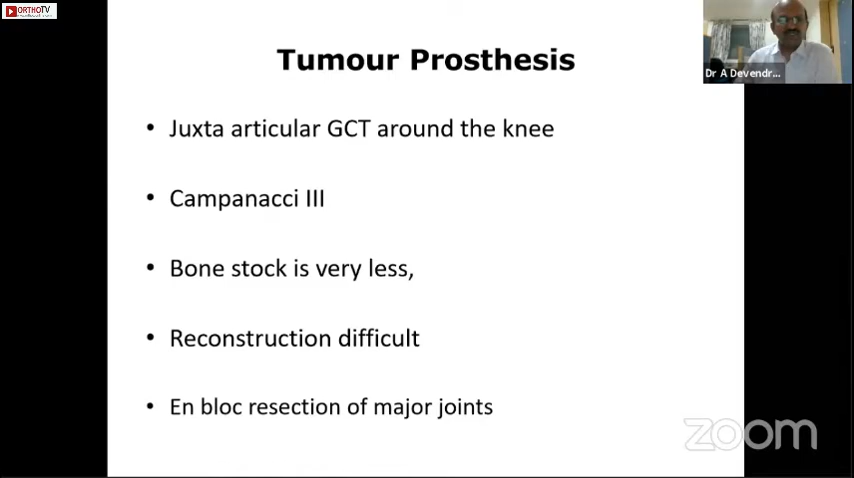 ORTHOTV
Dr A Devendr...
Tumour Prosthesis
• Juxta articular GCT around the knee
• Campanacci III
• Bone stock is very less,
• Reconstruction difficult
• En bloc resection of major joints
zoom